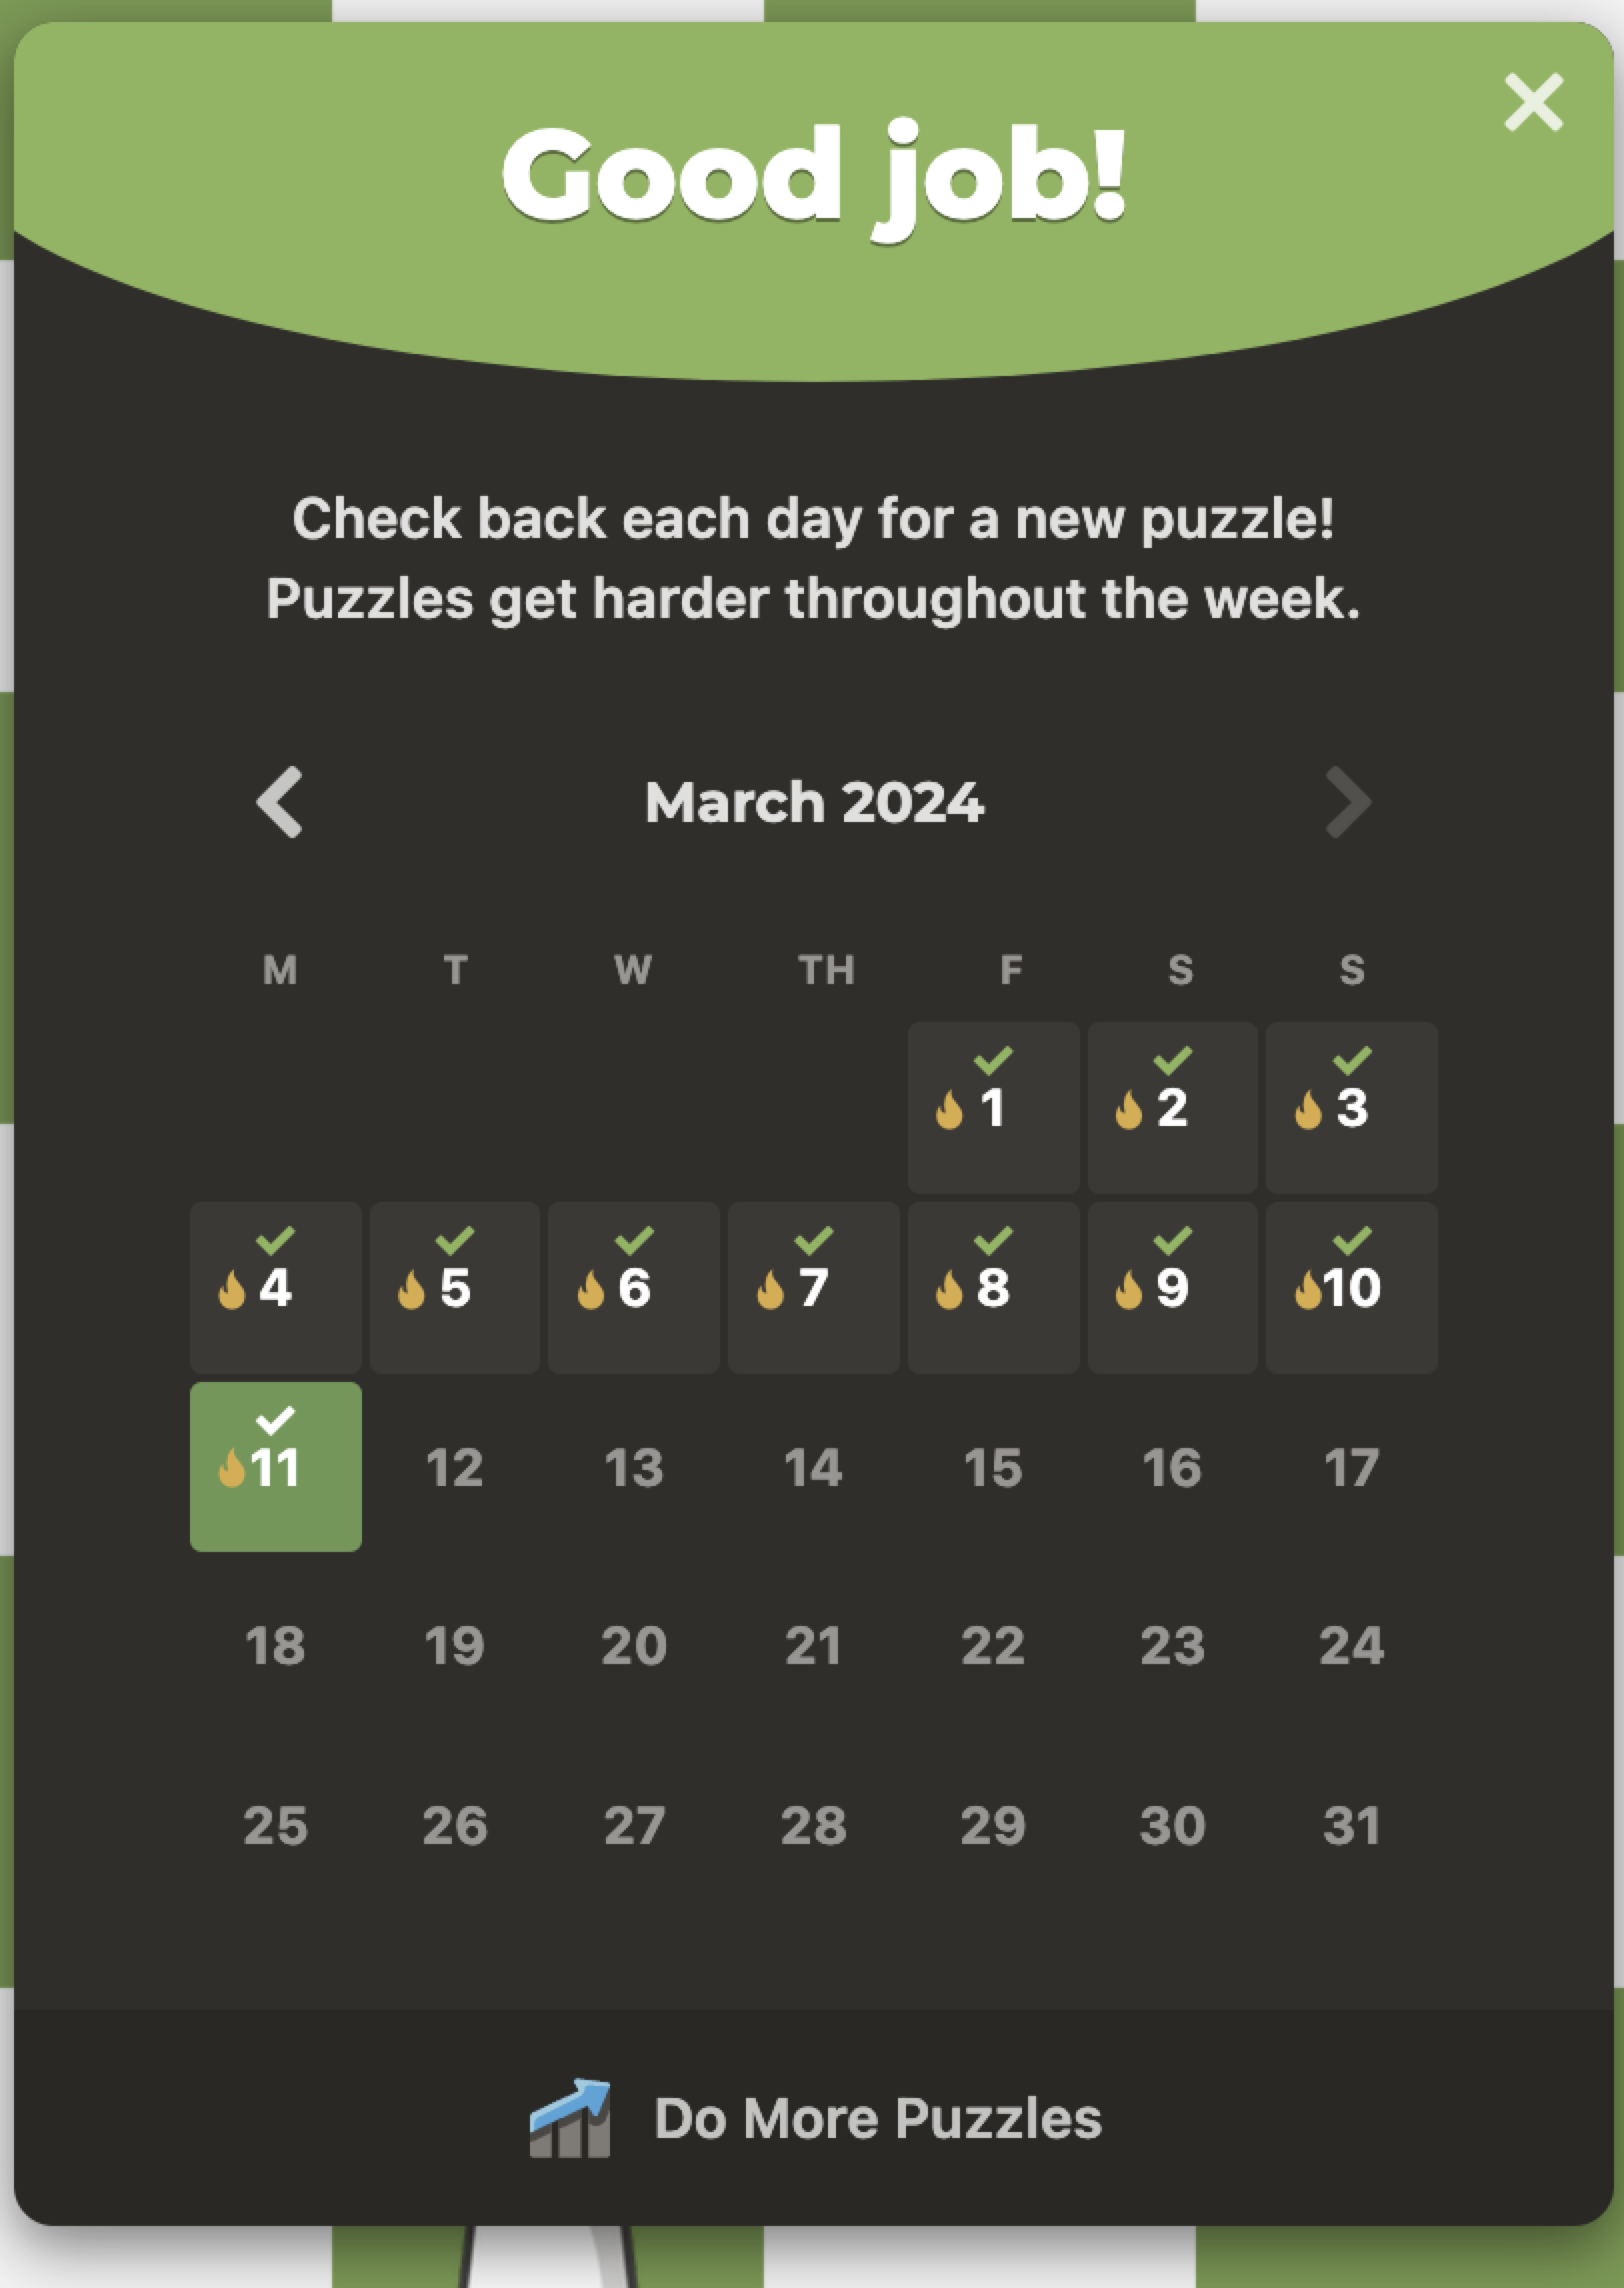 Good job!
Check back each day for a new puzzle!
Puzzles get harder throughout the week.
March 2024
M T W TH F S S
1 2 3
4 5 6 7 8 9 10
11 12 13 14 15 16 17
18 19 20 21 22 23 24
25 26 27 28 29 30 31
Do More Puzzles